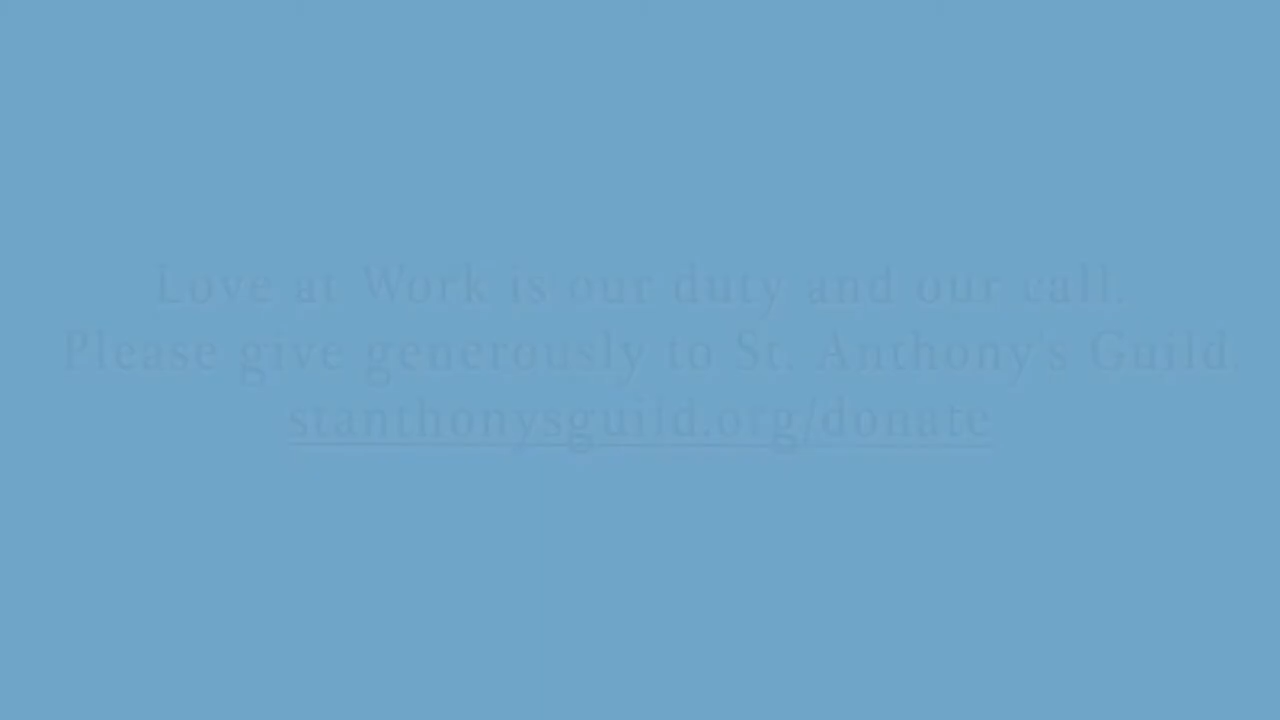 Love at Work is our duty and our call.
Please give generously to St. Anthony's Guild.
stanthonysguild.org/donate